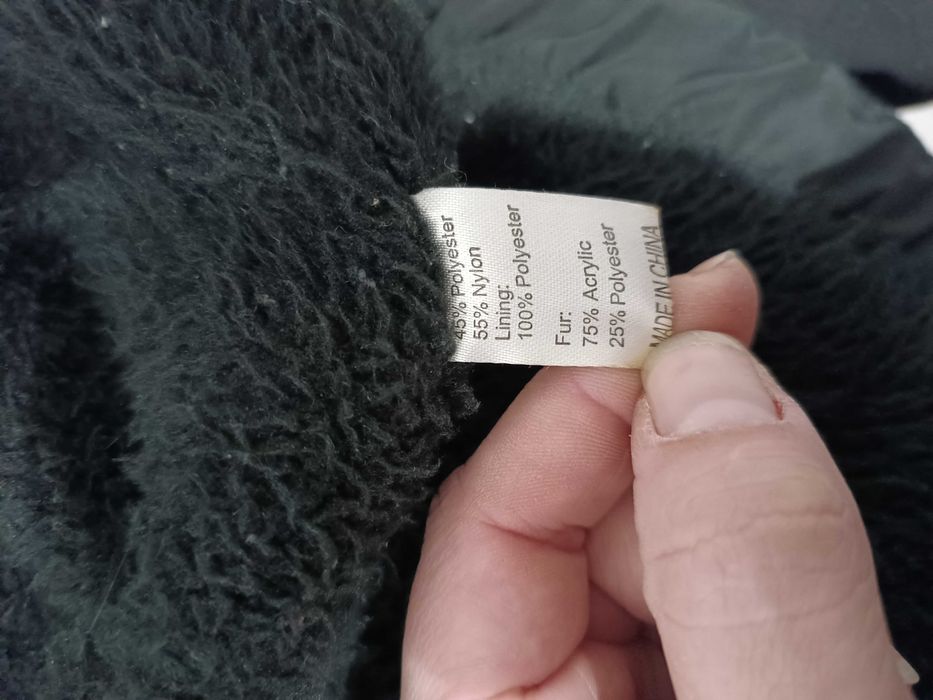 45% Polyester
55% Nylon
Lining:
100% Polyester
Fur:
75% Acrylic
25% Polyester
MADE IN CHINA